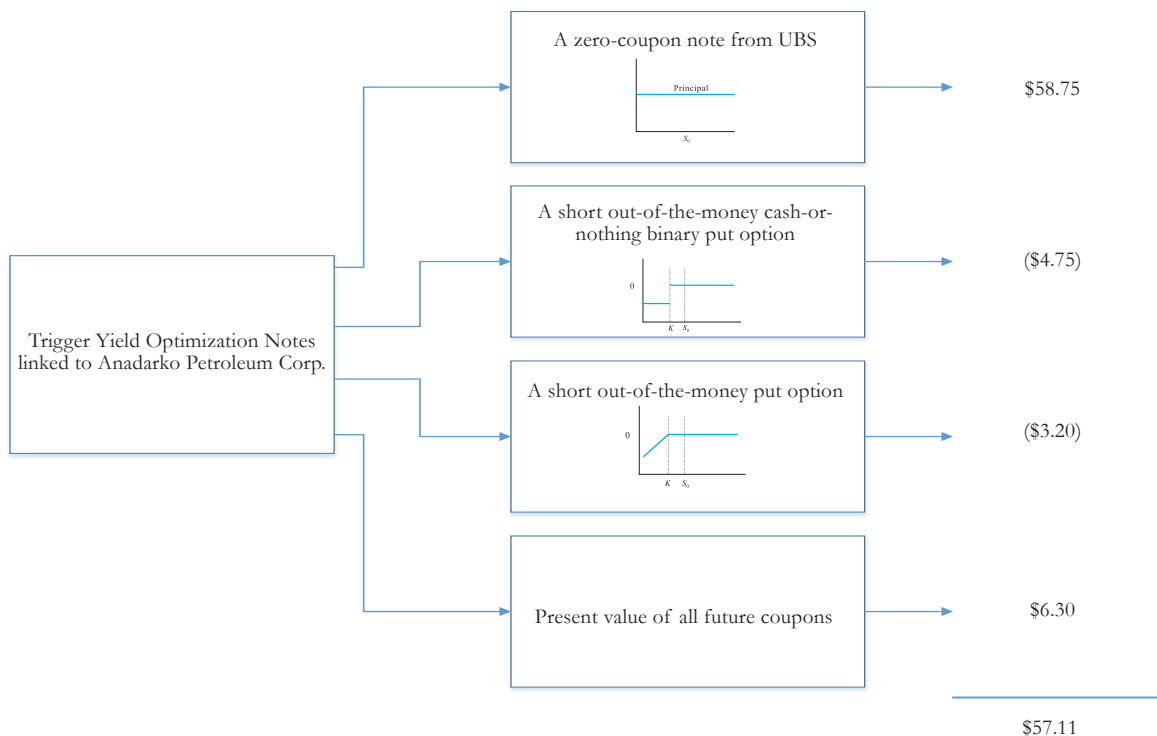 A zero-coupon note from UBS
Principal
S₀
$58.75
A short out-of-the-money cash-or-
nothing binary put option
0
K S₀
($4.75)
Trigger Yield Optimization Notes
linked to Anadarko Petroleum Corp.
A short out-of-the-money put option
0
K S₀
($3.20)
Present value of all future coupons
$6.30
$57.11